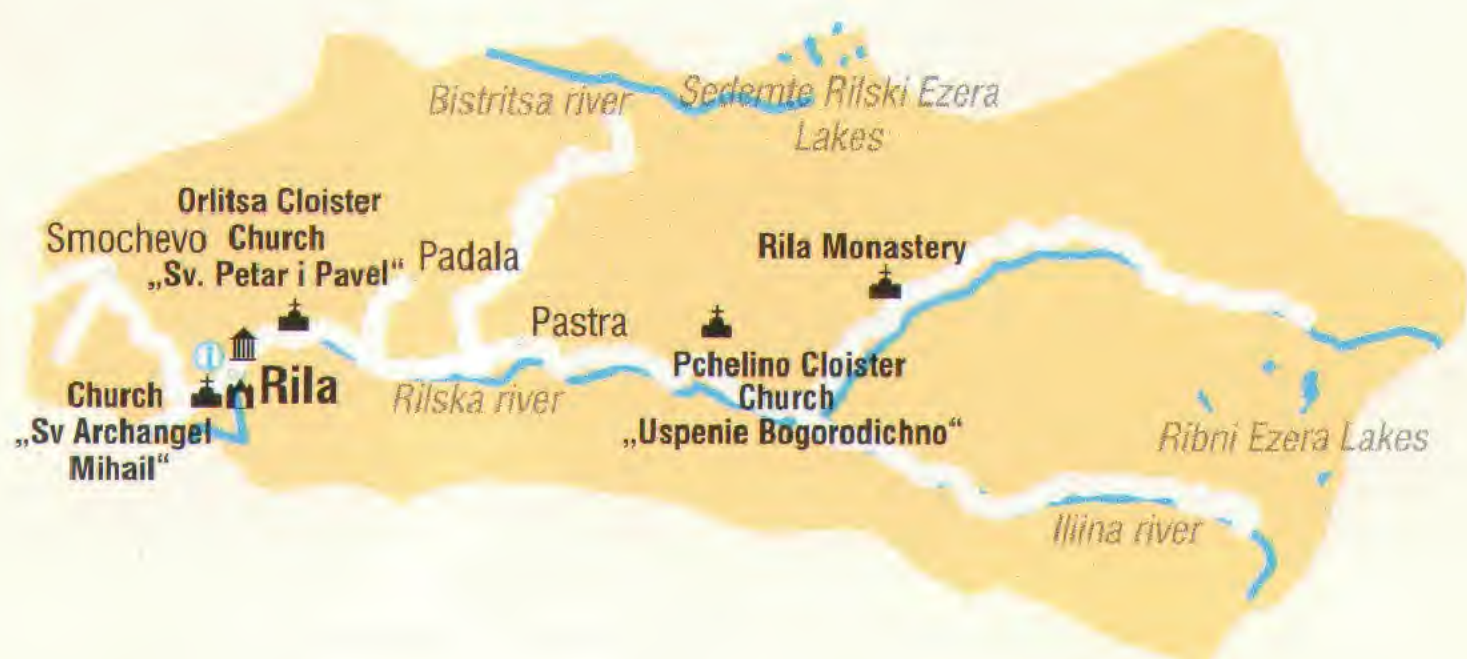 Bistritsa river
Sedemte Rilski Ezera
Lakes
Orlitsa Cloister
Church
„Sv. Petar i Pavel“
Smochevo
Padala
Rila Monastery
Pastra
Pchelino Cloister
Church
„Uspenie Bogorodichno“
i
Rila
Church
„Sv Archangel
Mihail“
Rilska river
Ribni Ezera Lakes
Iliina river